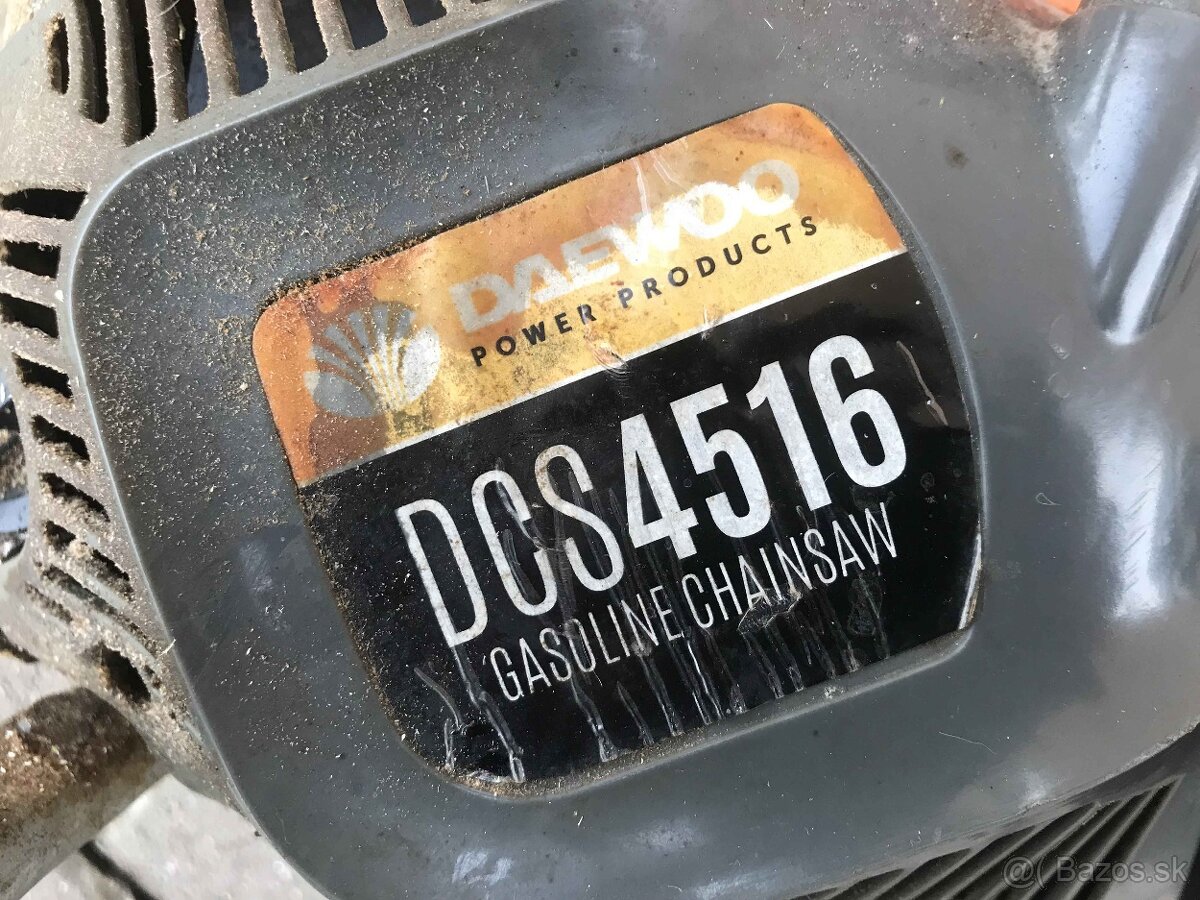 DAEWOO
POWER PRODUCTS
DCS4516
GASOLINE CHAINSAW
@( Bazos.sk